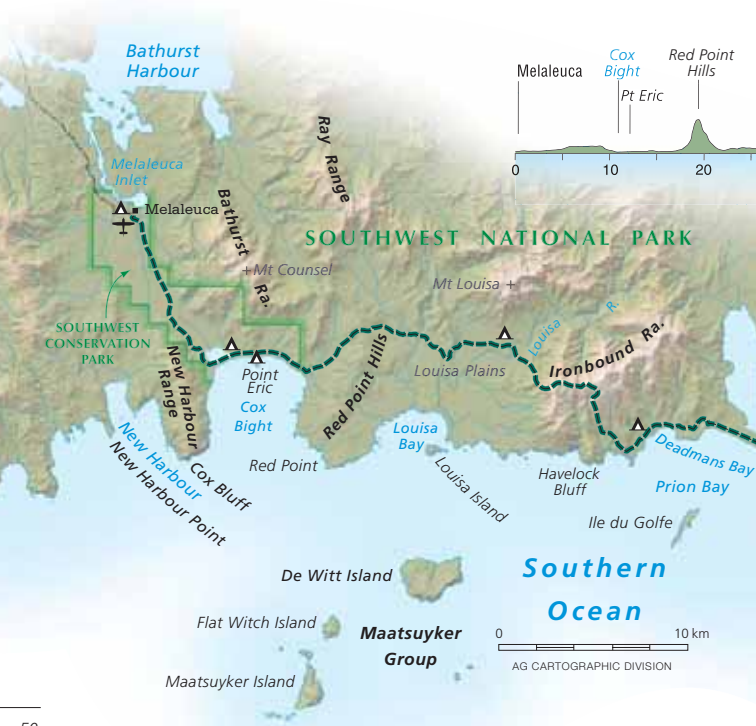 Bathurst
Harbour
Cox
Bight
Red Point
Hills
Melaleuca
Pt Eric
0 10 20
Ray Range
Melaleuca
Inlet
Melaleuca
Bathurst Ra.
SOUTHWEST NATIONAL PARK
Mt Counsel
Mt Louisa
SOUTHWEST
CONSERVATION
PARK
Louisa R.
Ironbound Ra.
New Harbour
Range
Point
Eric
Cox
Bight
Red Point Hills
Louisa Plains
Louisa
Bay
New Harbour
New Harbour Point
Cox Bluff
Red Point
Louisa Island
Havelock
Bluff
Deadmans Bay
Prion Bay
Ile du Golfe
De Witt Island
Southern
Ocean
Flat Witch Island
Maatsuyker
Group
0 10 km
AG CARTOGRAPHIC DIVISION
Maatsuyker Island